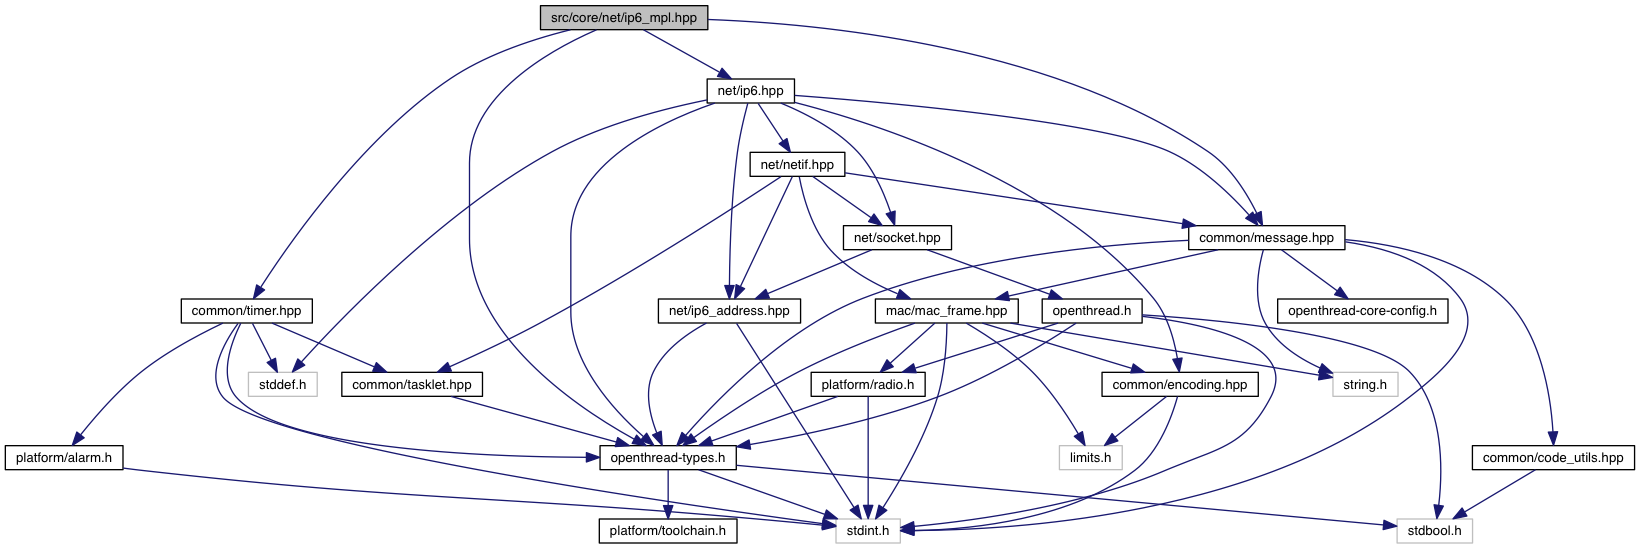 src/core/net/ip6_mpl.hpp
net/ip6.hpp
net/netif.hpp
net/socket.hpp
common/message.hpp
common/timer.hpp
net/ip6_address.hpp
mac/mac_frame.hpp
openthread.h
openthread-core-config.h
stddef.h
common/tasklet.hpp
platform/radio.h
common/encoding.hpp
string.h
platform/alarm.h
openthread-types.h
limits.h
common/code_utils.hpp
platform/toolchain.h
stdint.h
stdbool.h